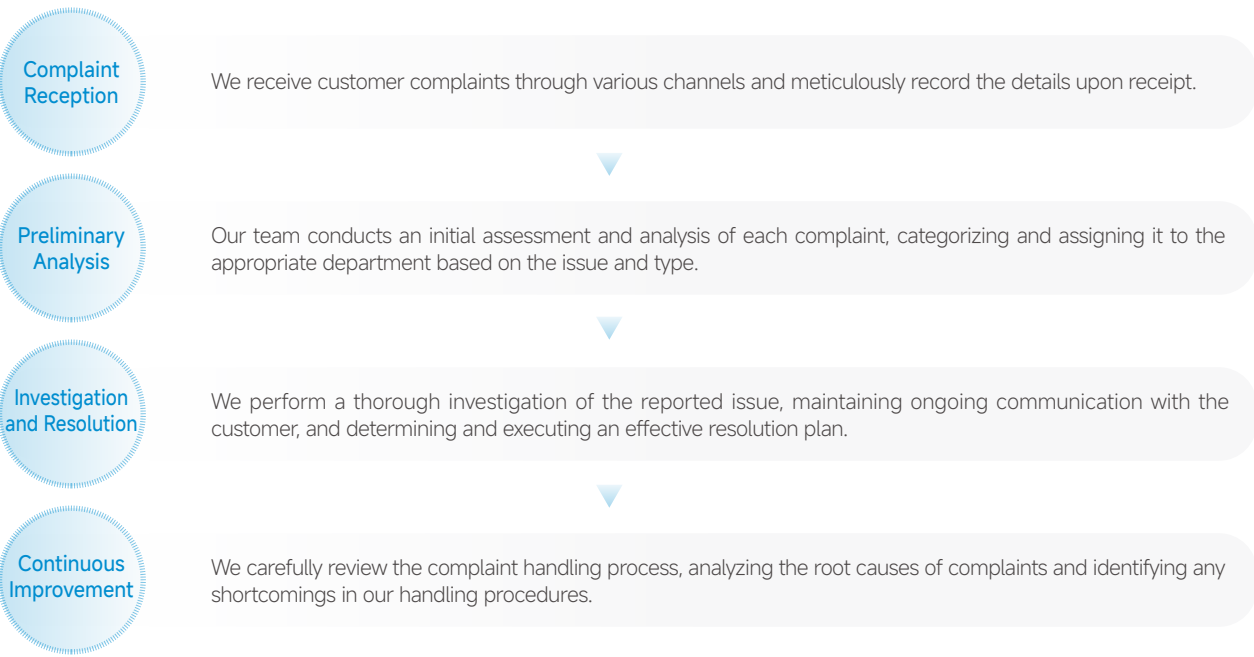 Complaint
Reception
We receive customer complaints through various channels and meticulously record the details upon receipt.
Preliminary
Analysis
Our team conducts an initial assessment and analysis of each complaint, categorizing and assigning it to the
appropriate department based on the issue and type.
Investigation
and Resolution
We perform a thorough investigation of the reported issue, maintaining ongoing communication with the
customer, and determining and executing an effective resolution plan.
Continuous
Improvement
We carefully review the complaint handling process, analyzing the root causes of complaints and identifying any
shortcomings in our handling procedures.